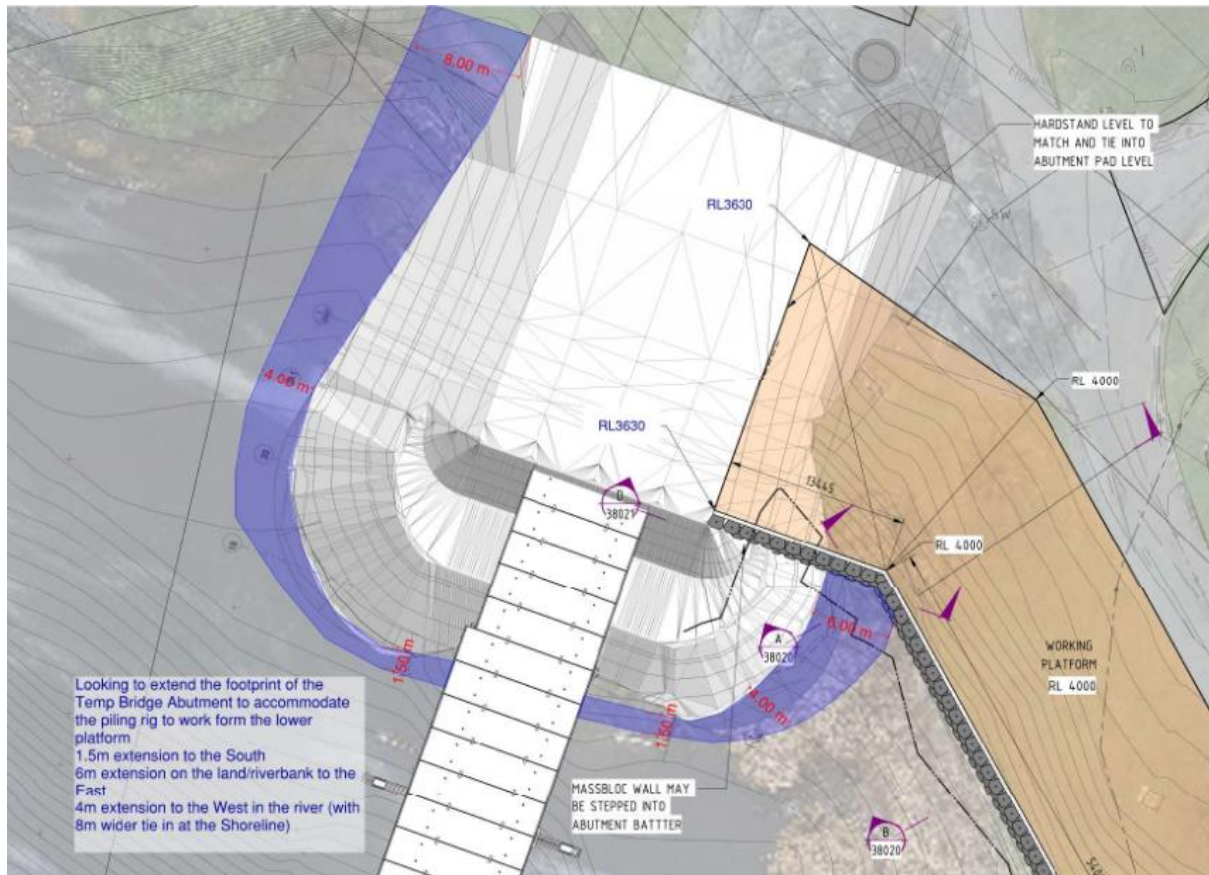 8.00 m
HARDSTAND LEVEL TO
MATCH AND TIE INTO
ABUTMENT PAD LEVEL
RL3630
SW
RL 4000
4.00 m
RL3630
D
38021
13445
RL 4000
6.00 m
A
38020
WORKING
PLATFORM
RL 4000
1.50 m
4.00 m
1.50 m
Looking to extend the footprint of the
Temp Bridge Abutment to accommodate
the piling rig to work form the lower
platform
1.5m extension to the South
6m extension on the land/riverbank to the
East
4m extension to the West in the river (with
8m wider tie in at the Shoreline)
MASSBLOC WALL MAY
BE STEPPED INTO
ABUTMENT BATTTER
B
38020